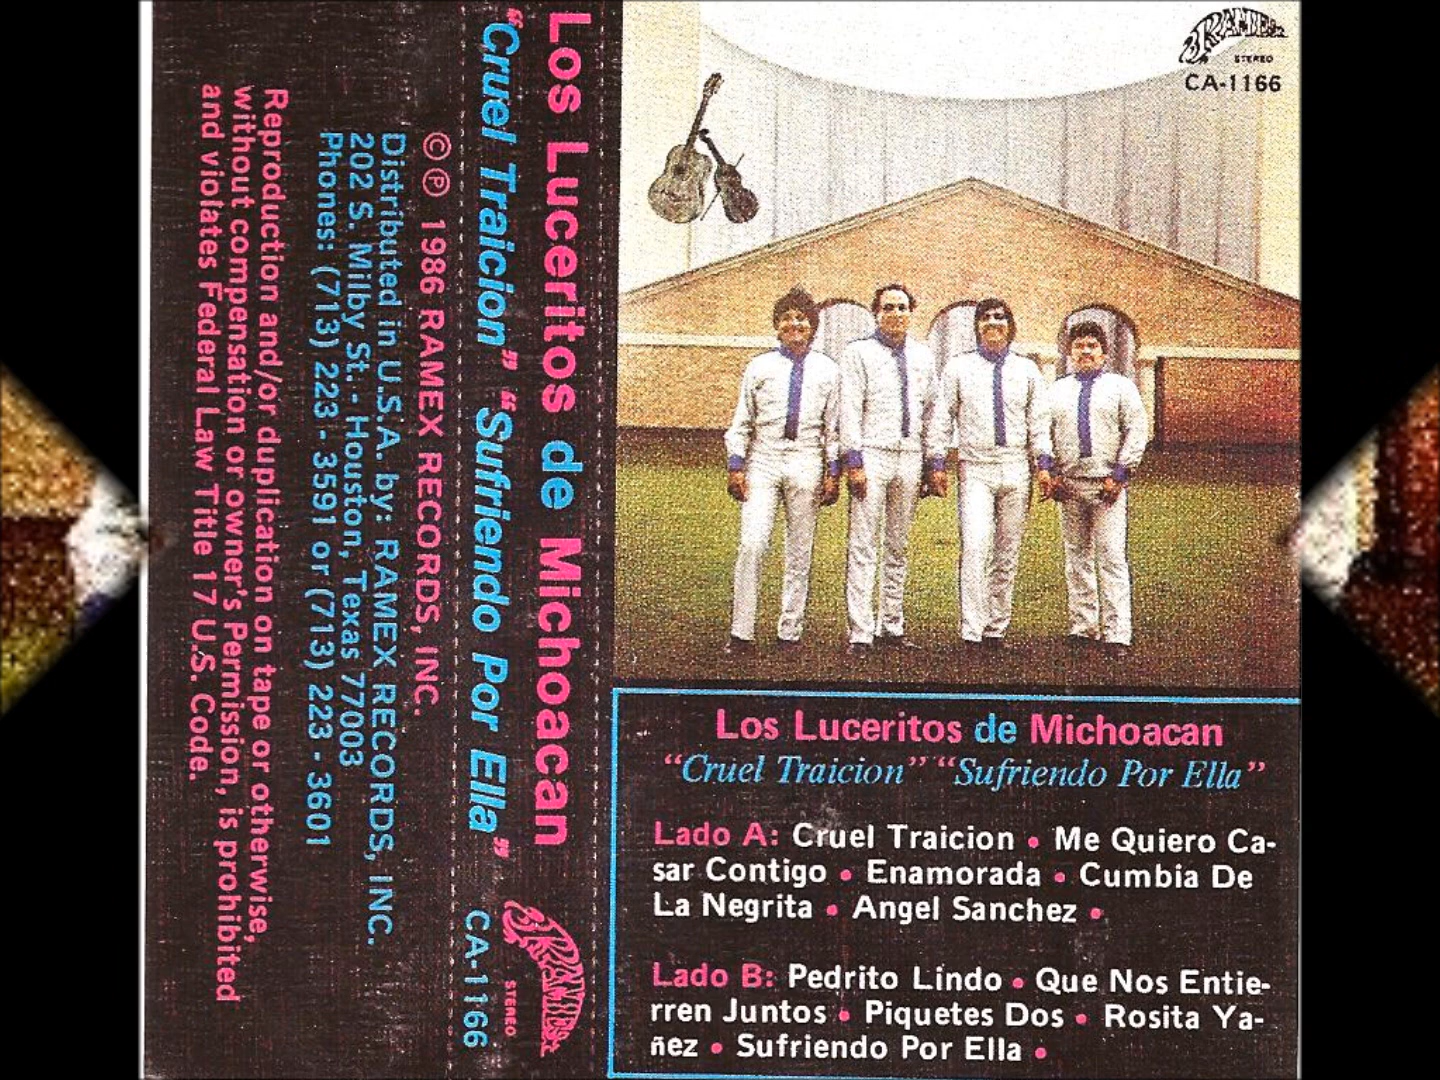 RAMEX
STEREO
CA-1166
Los Luceritos de Michoacan
“Cruel Traicion” “Sufriendo Por Ella”
Lado A: Cruel Traicion • Me Quiero Ca-
sar Contigo • Enamorada • Cumbia De
La Negrita • Angel Sanchez •
Lado B: Pedrito Lindo • Que Nos Entie-
rren Juntos • Piquetes Dos • Rosita Ya-
ñez • Sufriendo Por Ella •
Los Luceritos de Michoacan
“Cruel Traicion” “Sufriendo Por Ella”
RAMEX
STEREO
CA-1166
©℗ 1986 RAMEX RECORDS, INC.
Distributed in U.S.A. by: RAMEX RECORDS, INC.
202 S. Milby St. - Houston, Texas 77003
Phones: (713) 223-3591 or (713) 223-3601
Reproduction and/or duplication on tape or otherwise,
without compensation or owner's Permission, is prohibited
and violates Federal Law Title 17 U.S. Code.